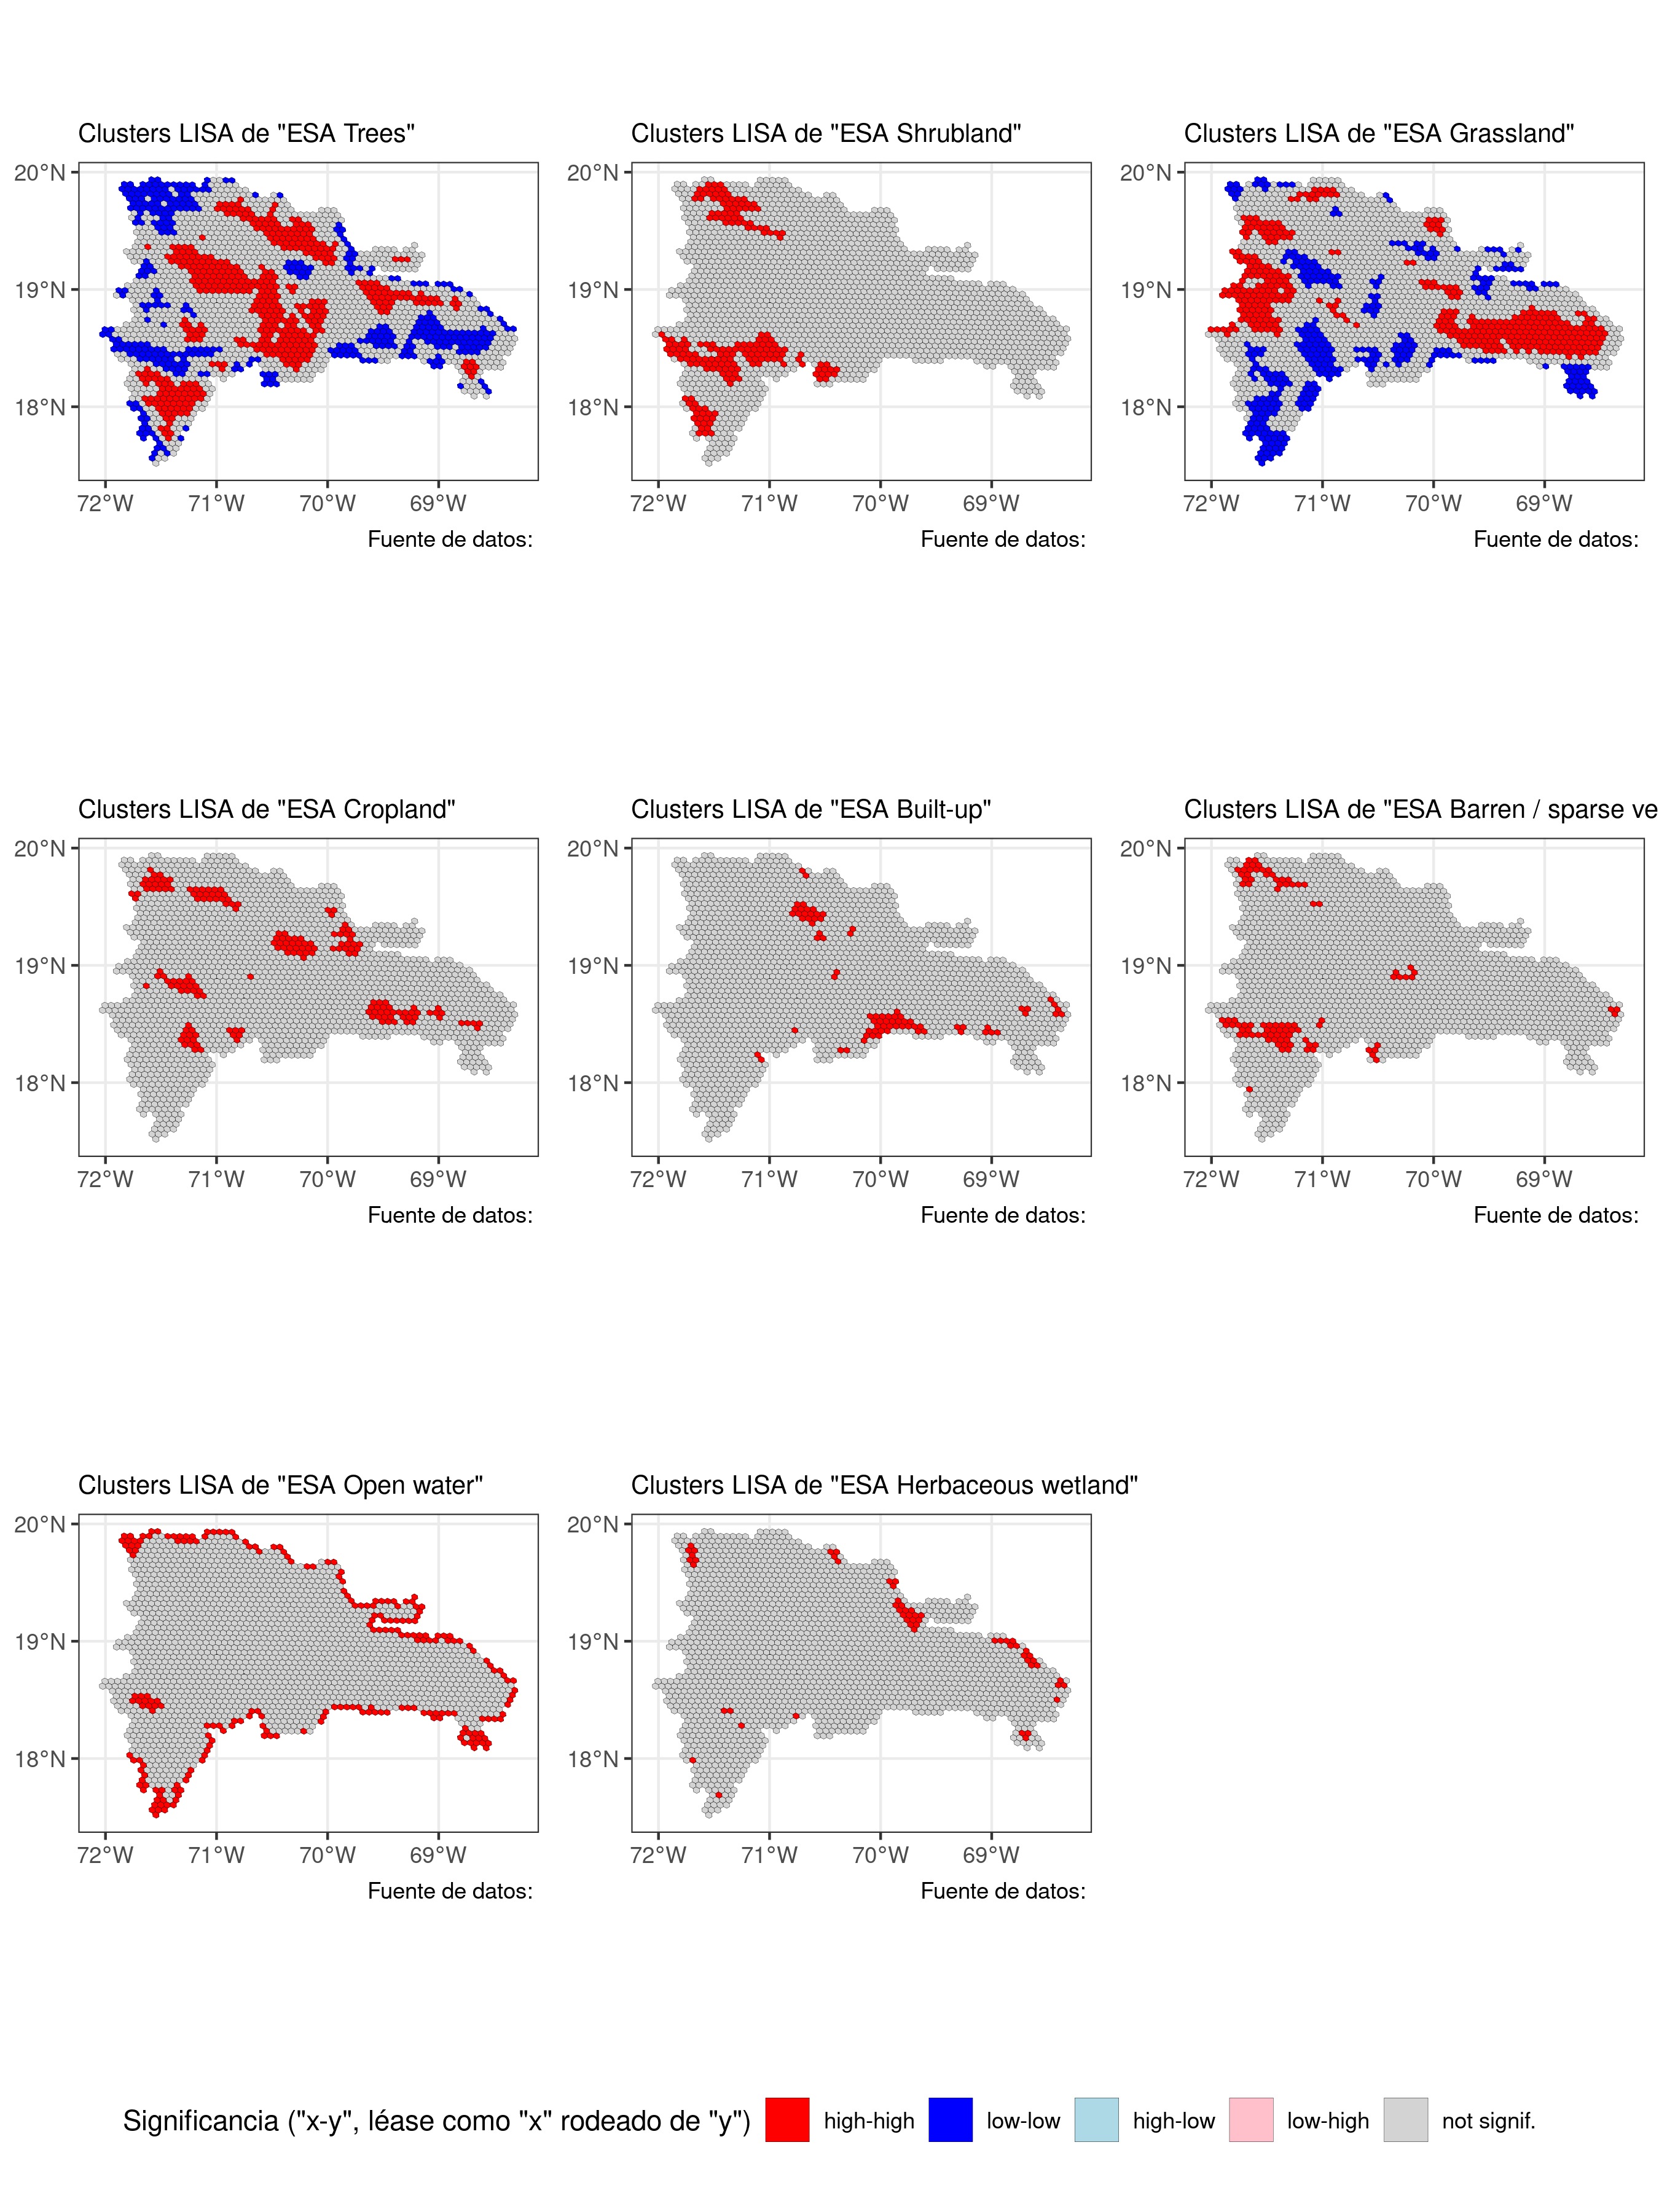 Clusters LISA de "ESA Trees"
Clusters LISA de "ESA Shrubland"
Clusters LISA de "ESA Grassland"
20°N
19°N
18°N
72°W 71°W 70°W 69°W
Fuente de datos:
20°N
19°N
18°N
72°W 71°W 70°W 69°W
Fuente de datos:
20°N
19°N
18°N
72°W 71°W 70°W 69°W
Fuente de datos:
Clusters LISA de "ESA Cropland"
Clusters LISA de "ESA Built-up"
Clusters LISA de "ESA Barren / sparse ve
20°N
19°N
18°N
72°W 71°W 70°W 69°W
Fuente de datos:
20°N
19°N
18°N
72°W 71°W 70°W 69°W
Fuente de datos:
20°N
19°N
18°N
72°W 71°W 70°W 69°W
Fuente de datos:
Clusters LISA de "ESA Open water"
Clusters LISA de "ESA Herbaceous wetland"
20°N
19°N
18°N
72°W 71°W 70°W 69°W
Fuente de datos:
20°N
19°N
18°N
72°W 71°W 70°W 69°W
Fuente de datos:
Significancia ("x-y", léase como "x" rodeado de "y") high-high low-low high-low low-high not signif.